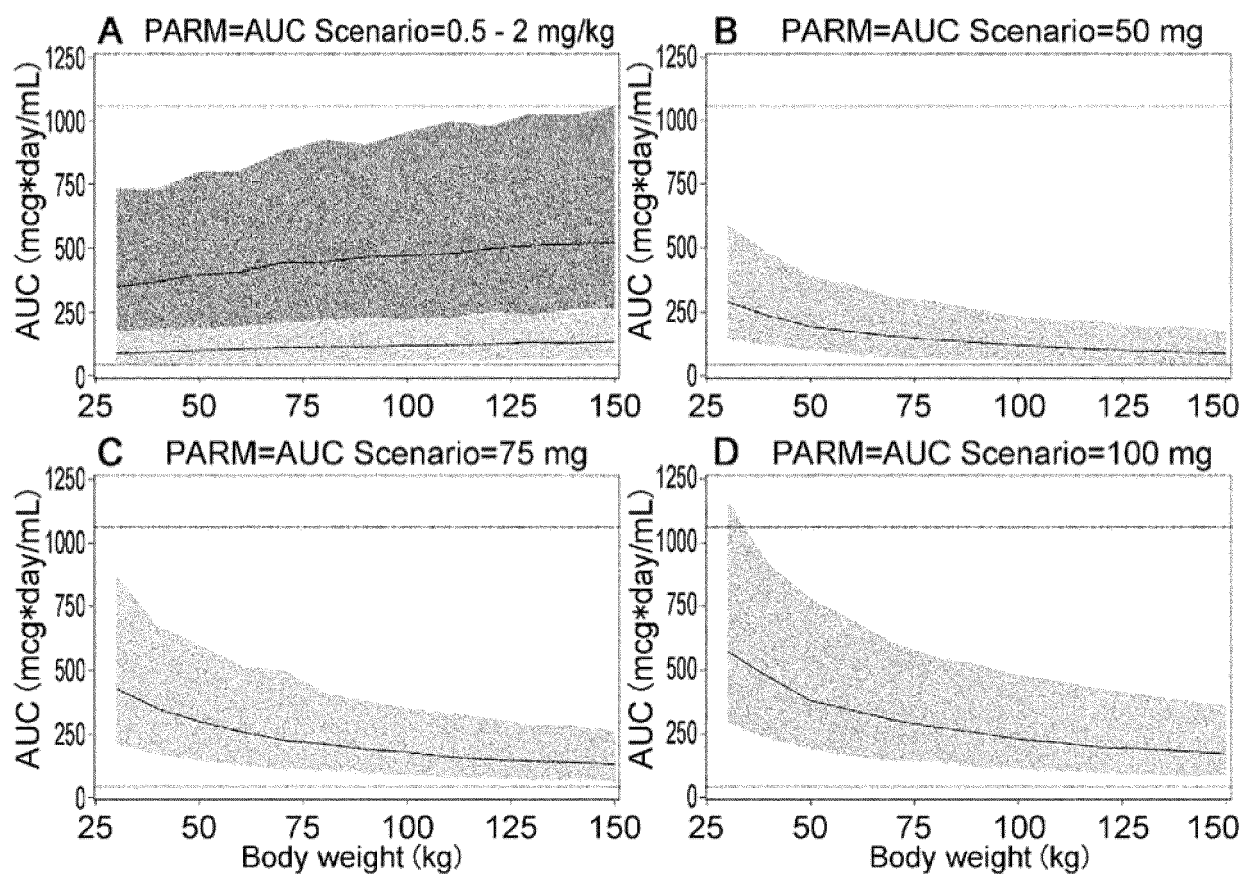 A PARM=AUC Scenario=0.5 - 2 mg/kg
AUC (mcg*day/mL)
1250
1000
750
500
250
0
25 50 75 100 125 150
B PARM=AUC Scenario=50 mg
AUC (mcg*day/mL)
1250
1000
750
500
250
0
25 50 75 100 125 150
C PARM=AUC Scenario=75 mg
AUC (mcg*day/mL)
1250
1000
750
500
250
0
25 50 75 100 125 150
Body weight (kg)
D PARM=AUC Scenario=100 mg
AUC (mcg*day/mL)
1250
1000
750
500
250
0
25 50 75 100 125 150
Body weight (kg)